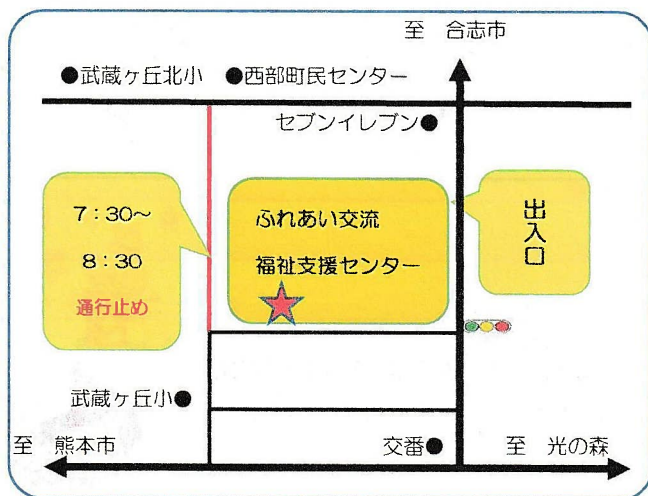 至 合志市
●武蔵ヶ丘北小 ●西部町民センター
セブンイレブン●
7:30～
8:30
通行止め
ふれあい交流
福祉支援センター
出入口
武蔵ヶ丘小●
至 熊本市
交番●
至 光の森